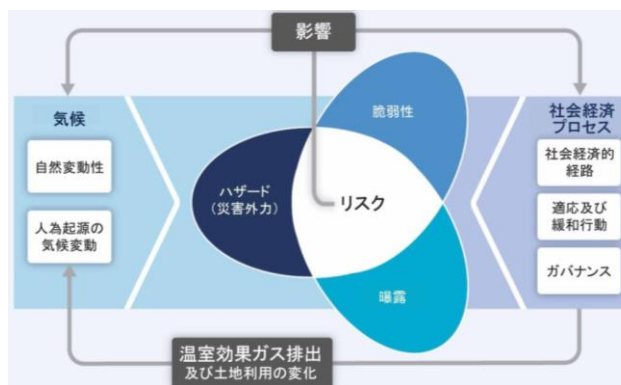 影響
気候
自然変動性
人為起源の
気候変動
ハザード
(災害外力)
脆弱性
リスク
曝露
社会経済
プロセス
社会経済的
経路
適応及び
緩和行動
ガバナンス
温室効果ガス排出
及び土地利用の変化